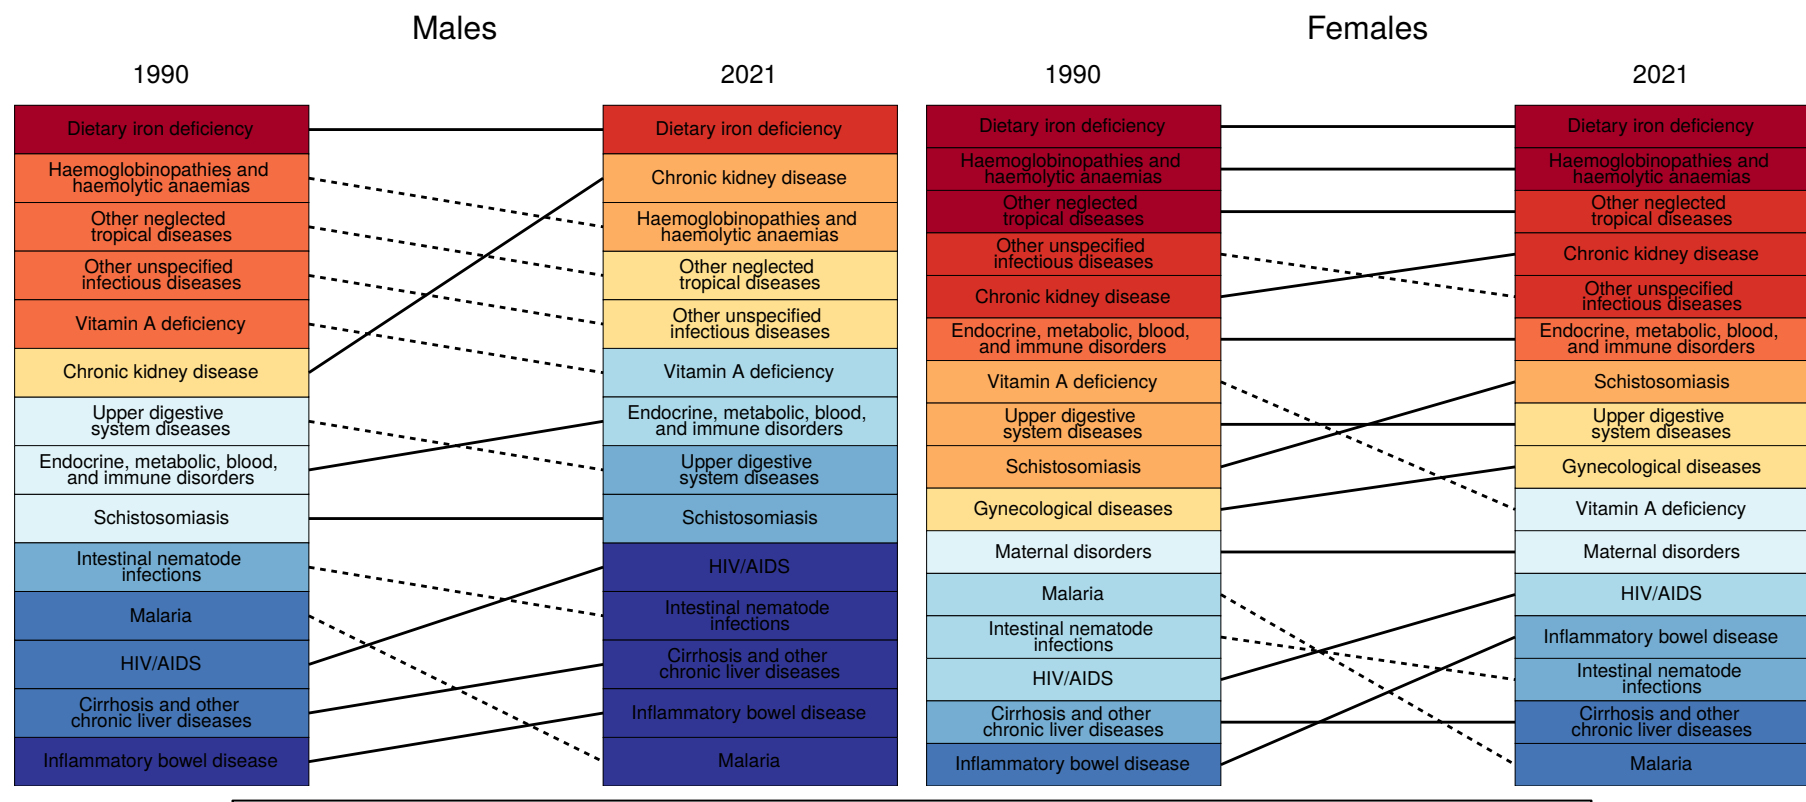 Males
Females
1990
2021
1990
2021
Dietary iron deficiency
Haemoglobinopathies and
haemolytic anaemias
Other neglected
tropical diseases
Other unspecified
infectious diseases
Vitamin A deficiency
Chronic kidney disease
Upper digestive
system diseases
Endocrine, metabolic, blood,
and immune disorders
Schistosomiasis
Intestinal nematode
infections
Malaria
HIV/AIDS
Cirrhosis and other
chronic liver diseases
Inflammatory bowel disease
Dietary iron deficiency
Chronic kidney disease
Haemoglobinopathies and
haemolytic anaemias
Other neglected
tropical diseases
Other unspecified
infectious diseases
Vitamin A deficiency
Endocrine, metabolic, blood,
and immune disorders
Upper digestive
system diseases
Schistosomiasis
HIV/AIDS
Intestinal nematode
infections
Cirrhosis and other
chronic liver diseases
Inflammatory bowel disease
Malaria
Dietary iron deficiency
Haemoglobinopathies and
haemolytic anaemias
Other neglected
tropical diseases
Other unspecified
infectious diseases
Chronic kidney disease
Endocrine, metabolic, blood,
and immune disorders
Vitamin A deficiency
Upper digestive
system diseases
Schistosomiasis
Gynecological diseases
Maternal disorders
Malaria
Intestinal nematode
infections
HIV/AIDS
Cirrhosis and other
chronic liver diseases
Inflammatory bowel disease
Dietary iron deficiency
Haemoglobinopathies and
haemolytic anaemias
Other neglected
tropical diseases
Chronic kidney disease
Other unspecified
infectious diseases
Endocrine, metabolic, blood,
and immune disorders
Schistosomiasis
Upper digestive
system diseases
Gynecological diseases
Vitamin A deficiency
Maternal disorders
HIV/AIDS
Inflammatory bowel disease
Intestinal nematode
infections
Cirrhosis and other
chronic liver diseases
Malaria